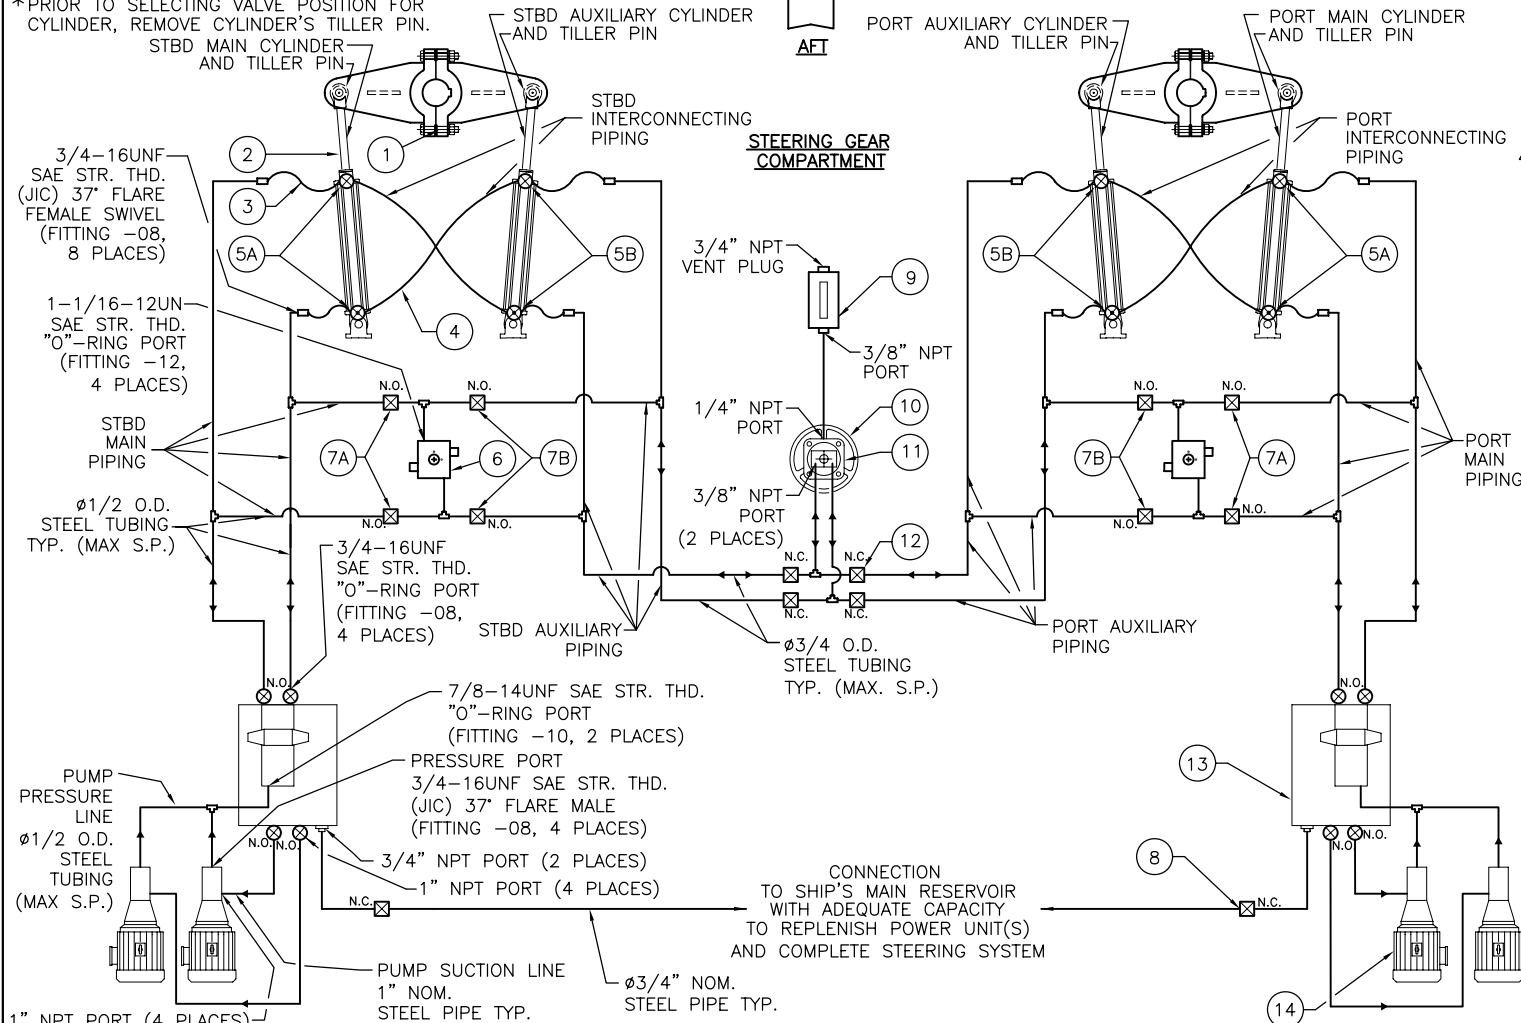 *PRIOR TO SELECTING VALVE POSITION FOR
CYLINDER, REMOVE CYLINDER'S TILLER PIN.
STBD MAIN CYLINDER
AND TILLER PIN
STBD AUXILIARY CYLINDER
AND TILLER PIN
AFT
PORT AUXILIARY CYLINDER
AND TILLER PIN
PORT MAIN CYLINDER
AND TILLER PIN
STBD
INTERCONNECTING
PIPING
STEERING GEAR
COMPARTMENT
PORT
INTERCONNECTING
PIPING
1
2
3
3/4-16UNF
SAE STR. THD.
(JIC) 37° FLARE
FEMALE SWIVEL
(FITTING -08,
8 PLACES)
5A
5B
5B
5A
4
3/4" NPT
VENT PLUG
9
3/8" NPT
PORT
1-1/16-12UN
SAE STR. THD.
"O"-RING PORT
(FITTING -12,
4 PLACES)
N.O.
N.O.
N.O.
N.O.
1/4" NPT
PORT
10
11
STBD
MAIN
PIPING
7A
6
7B
7B
7A
PORT
MAIN
PIPING
3/8" NPT
PORT
(2 PLACES)
ø1/2 O.D.
STEEL TUBING
TYP. (MAX S.P.)
N.O.
N.O.
N.O.
N.O.
12
N.C.
N.C.
N.C.
N.C.
3/4-16UNF
SAE STR. THD.
"O"-RING PORT
(FITTING -08,
4 PLACES)
STBD AUXILIARY
PIPING
ø3/4 O.D.
STEEL TUBING
TYP. (MAX. S.P.)
PORT AUXILIARY
PIPING
N.O.
N.O.
7/8-14UNF SAE STR. THD.
"O"-RING PORT
(FITTING -10, 2 PLACES)
PRESSURE PORT
3/4-16UNF SAE STR. THD.
(JIC) 37° FLARE MALE
(FITTING -08, 4 PLACES)
13
PUMP
PRESSURE
LINE
ø1/2 O.D.
STEEL
TUBING
(MAX S.P.)
N.O.
N.O.
N.O.
N.O.
3/4" NPT PORT (2 PLACES)
1" NPT PORT (4 PLACES)
N.C.
CONNECTION
TO SHIP'S MAIN RESERVOIR
WITH ADEQUATE CAPACITY
TO REPLENISH POWER UNIT(S)
AND COMPLETE STEERING SYSTEM
8
N.C.
PUMP SUCTION LINE
1" NOM.
STEEL PIPE TYP.
ø3/4" NOM.
STEEL PIPE TYP.
14
1" NPT PORT (4 PLACES)